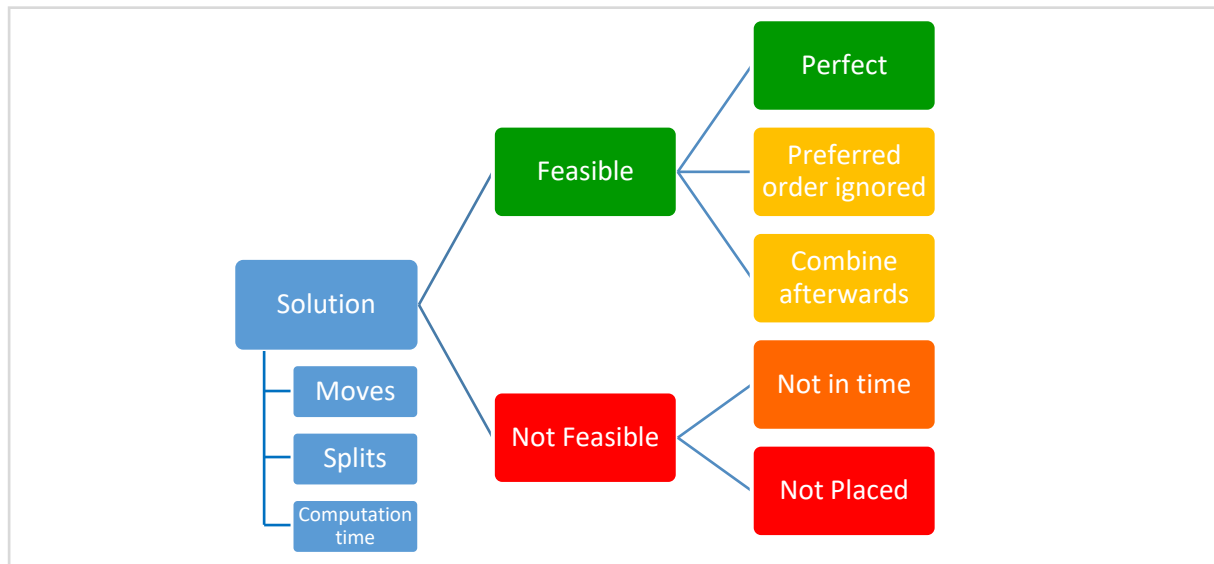 Solution
Moves
Splits
Computation
time
Feasible
Not Feasible
Perfect
Preferred
order ignored
Combine
afterwards
Not in time
Not Placed